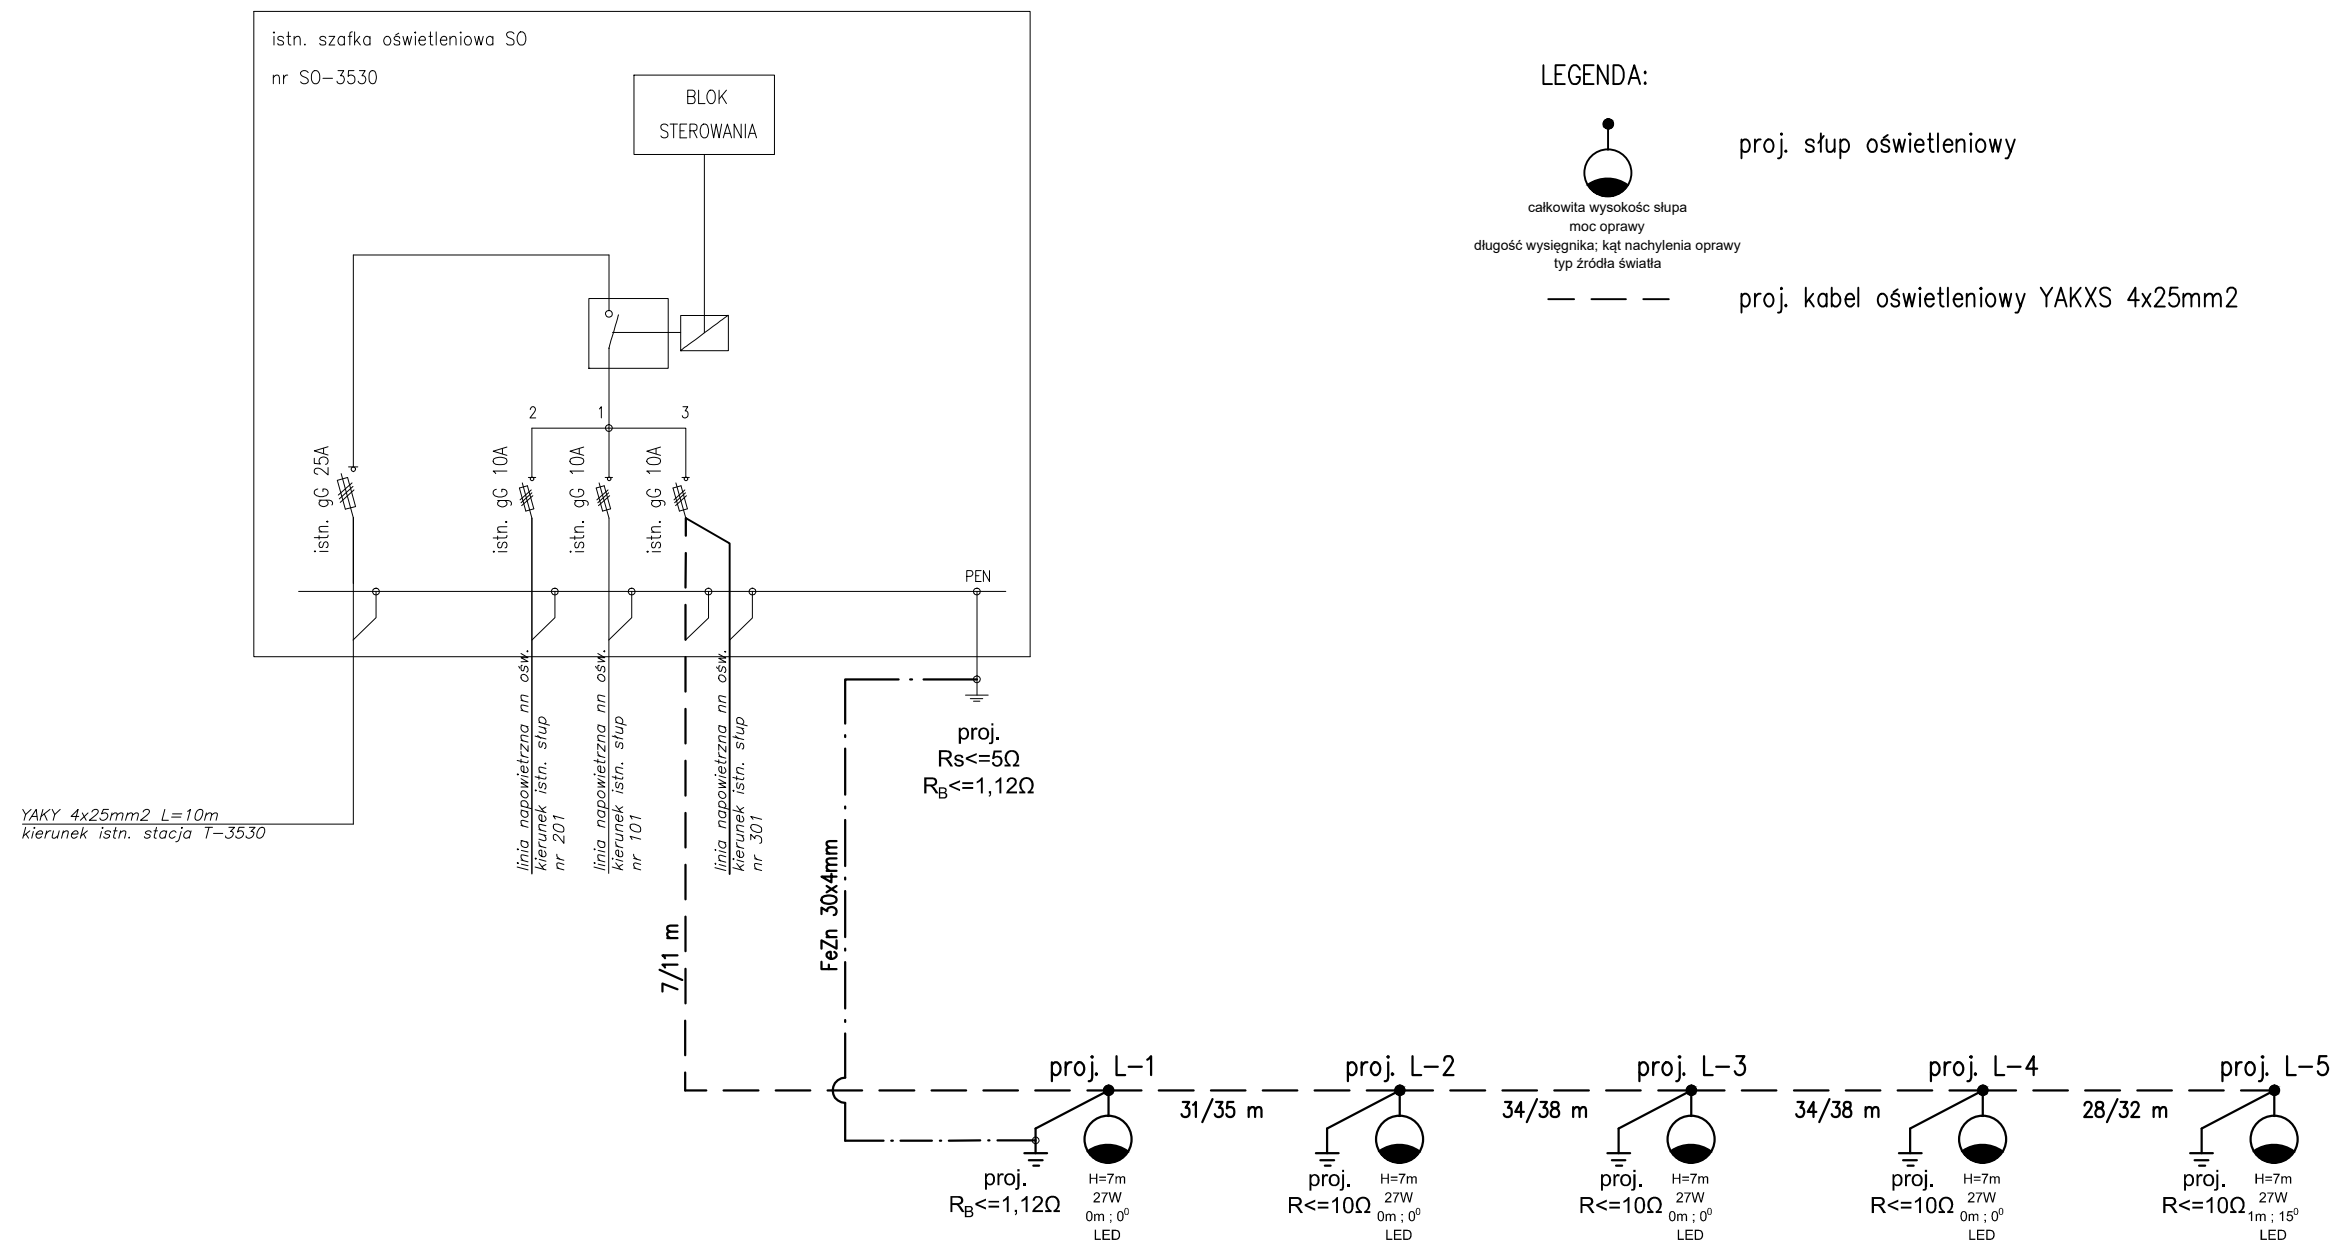 istn. szafka oświetleniowa SO
nr SO-3530
BLOK
STEROWANIA
LEGENDA:
proj. słup oświetleniowy
całkowita wysokośc słupa
moc oprawy
długość wysięgnika; kąt nachylenia oprawy
typ źródła światła
proj. kabel oświetleniowy YAKXS 4x25mm2
2
1
3
istn. gG 25A
istn. gG 10A
istn. gG 10A
istn. gG 10A
PEN
linia napowietrzna nn ośw.
kierunek istn. słup
nr 201
linia napowietrzna nn ośw.
kierunek istn. słup
nr 101
linia napowietrzna nn ośw.
kierunek istn. słup
nr 301
proj.
Rs<=5Ω
RB<=1,12Ω
YAKY 4x25mm2 L=10m
kierunek istn. stacja T-3530
7/11 m
FeZn 30x4mm
proj. L-1
proj. L-2
proj. L-3
proj. L-4
proj. L-5
31/35 m
34/38 m
34/38 m
28/32 m
proj.
RB<=1,12Ω
H=7m
27W
0m ; 0⁰
LED
proj.
R<=10Ω
H=7m
27W
0m ; 0⁰
LED
proj.
R<=10Ω
H=7m
27W
0m ; 0⁰
LED
proj.
R<=10Ω
H=7m
27W
0m ; 0⁰
LED
proj.
R<=10Ω
H=7m
27W
1m ; 15⁰
LED